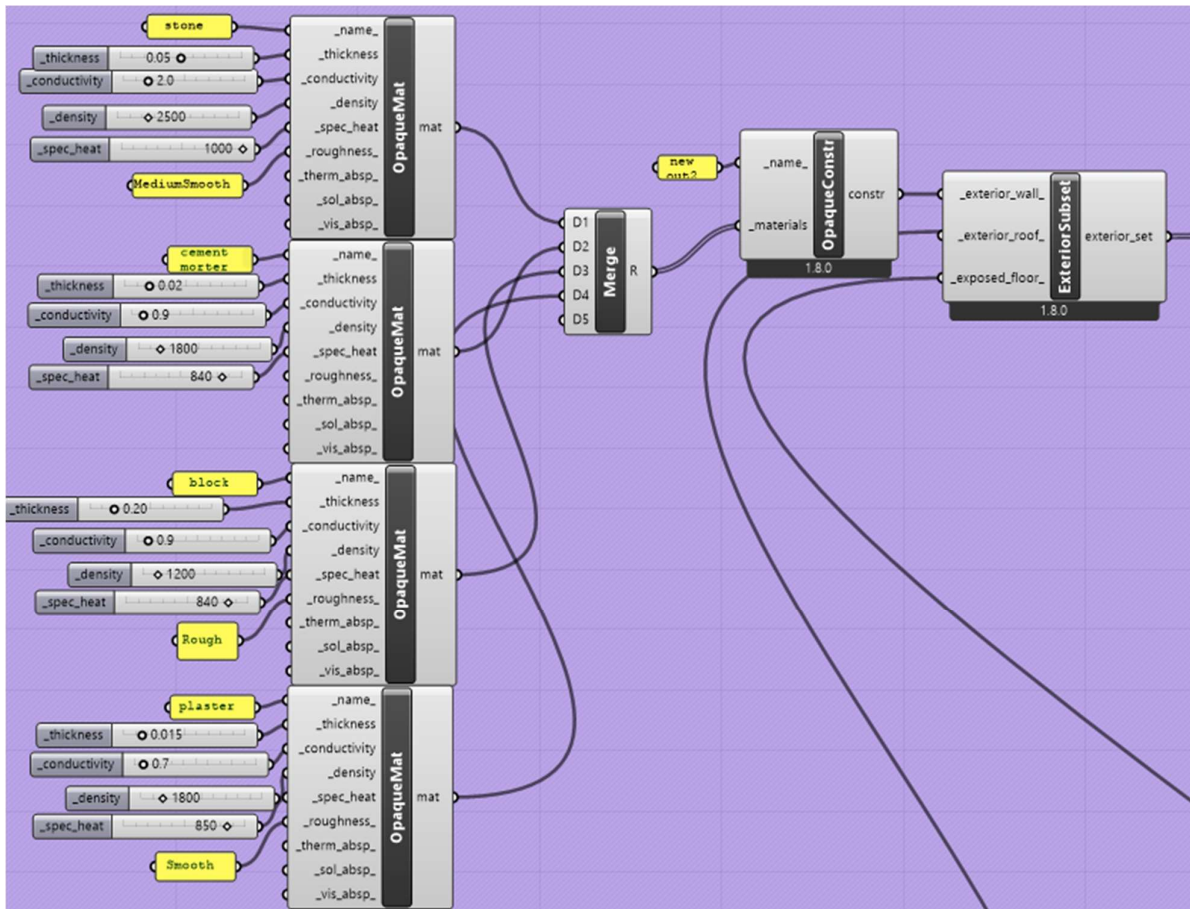 stone
_thickness 0.05
_conductivity 2.0
_density 2500
_spec_heat 1000
MediumSmooth
_name_
_thickness
_conductivity
_density
_spec_heat
_roughness_
_therm_absp_
_sol_absp_
_vis_absp_
OpaqueMat
mat
cement
morter
_thickness 0.02
_conductivity 0.9
_density 1800
_spec_heat 840
_name_
_thickness
_conductivity
_density
_spec_heat
_roughness_
_therm_absp_
_sol_absp_
_vis_absp_
OpaqueMat
mat
block
_thickness 0.20
_conductivity 0.9
_density 1200
_spec_heat 840
Rough
_name_
_thickness
_conductivity
_density
_spec_heat
_roughness_
_therm_absp_
_sol_absp_
_vis_absp_
OpaqueMat
mat
plaster
_thickness 0.015
_conductivity 0.7
_density 1800
_spec_heat 850
Smooth
_name_
_thickness
_conductivity
_density
_spec_heat
_roughness_
_therm_absp_
_sol_absp_
_vis_absp_
OpaqueMat
mat
D1
D2
D3
D4
D5
Merge
R
new
out2
_name_
_materials
OpaqueConstr
constr
1.8.0
_exterior_wall_
_exterior_roof_
_exposed_floor_
ExteriorSubset
exterior_set
1.8.0